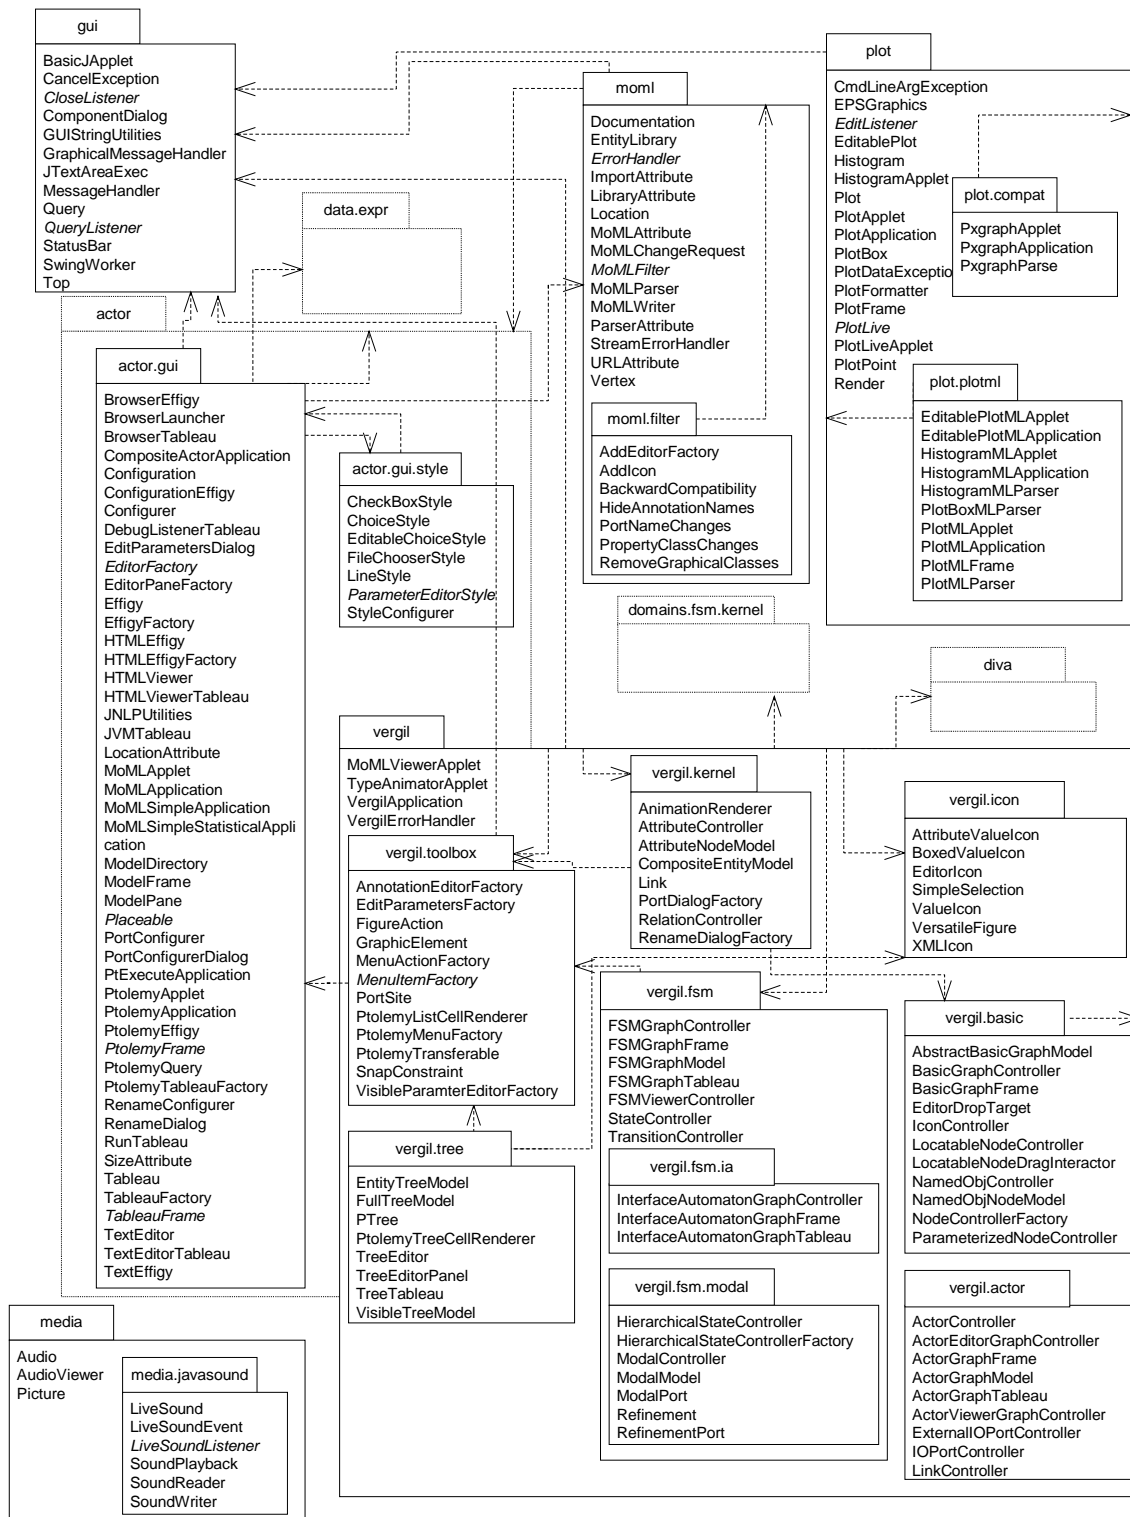 gui
BasicJApplet
CancelException
CloseListener
ComponentDialog
GUIStringUtilities
GraphicalMessageHandler
JTextAreaExec
MessageHandler
Query
QueryListener
StatusBar
SwingWorker
Top
plot
CmdLineArgException
EPSGraphics
EditListener
EditablePlot
Histogram
HistogramApplet
Plot
PlotApplet
PlotApplication
PlotBox
PlotDataExceptio
PlotFormatter
PlotFrame
PlotLive
PlotLiveApplet
PlotPoint
Render
plot.compat
PxgraphApplet
PxgraphApplication
PxgraphParse
plot.plotml
EditablePlotMLApplet
EditablePlotMLApplication
HistogramMLApplet
HistogramMLApplication
HistogramMLParser
PlotBoxMLParser
PlotMLApplet
PlotMLApplication
PlotMLFrame
PlotMLParser
moml
Documentation
EntityLibrary
ErrorHandler
ImportAttribute
LibraryAttribute
Location
MoMLAttribute
MoMLChangeRequest
MoMLFilter
MoMLParser
MoMLWriter
ParserAttribute
StreamErrorHandler
URLAttribute
Vertex
moml.filter
AddEditorFactory
AddIcon
BackwardCompatibility
HideAnnotationNames
PortNameChanges
PropertyClassChanges
RemoveGraphicalClasses
data.expr
actor
actor.gui
BrowserEffigy
BrowserLauncher
BrowserTableau
CompositeActorApplication
Configuration
ConfigurationEffigy
Configurer
DebugListenerTableau
EditParametersDialog
EditorFactory
EditorPaneFactory
Effigy
EffigyFactory
HTMLEffigy
HTMLEffigyFactory
HTMLViewer
HTMLViewerTableau
JNLPUtilities
JVMTableau
LocationAttribute
MoMLApplet
MoMLApplication
MoMLSimpleApplication
MoMLSimpleStatisticalAppli
cation
ModelDirectory
ModelFrame
ModelPane
Placeable
PortConfigurer
PortConfigurerDialog
PtExecuteApplication
PtolemyApplet
PtolemyApplication
PtolemyEffigy
PtolemyFrame
PtolemyQuery
PtolemyTableauFactory
RenameConfigurer
RenameDialog
RunTableau
SizeAttribute
Tableau
TableauFactory
TableauFrame
TextEditor
TextEditorTableau
TextEffigy
actor.gui.style
CheckBoxStyle
ChoiceStyle
EditableChoiceStyle
FileChooserStyle
LineStyle
ParameterEditorStyle
StyleConfigurer
domains.fsm.kernel
diva
vergil
MoMLViewerApplet
TypeAnimatorApplet
VergilApplication
VergilErrorHandler
vergil.toolbox
AnnotationEditorFactory
EditParametersFactory
FigureAction
GraphicElement
MenuActionFactory
MenuItemFactory
PortSite
PtolemyListCellRenderer
PtolemyMenuFactory
PtolemyTransferable
SnapConstraint
VisibleParamterEditorFactory
vergil.tree
EntityTreeModel
FullTreeModel
PTree
PtolemyTreeCellRenderer
TreeEditor
TreeEditorPanel
TreeTableau
VisibleTreeModel
vergil.kernel
AnimationRenderer
AttributeController
AttributeNodeModel
CompositeEntityModel
Link
PortDialogFactory
RelationController
RenameDialogFactory
vergil.fsm
FSMGraphController
FSMGraphFrame
FSMGraphModel
FSMGraphTableau
FSMViewerController
StateController
TransitionController
vergil.fsm.ia
InterfaceAutomatonGraphController
InterfaceAutomatonGraphFrame
InterfaceAutomatonGraphTableau
vergil.fsm.modal
HierarchicalStateController
HierarchicalStateControllerFactory
ModalController
ModalModel
ModalPort
Refinement
RefinementPort
vergil.icon
AttributeValueIcon
BoxedValueIcon
EditorIcon
SimpleSelection
ValueIcon
VersatileFigure
XMLIcon
vergil.basic
AbstractBasicGraphModel
BasicGraphController
BasicGraphFrame
EditorDropTarget
IconController
LocatableNodeController
LocatableNodeDragInteractor
NamedObjController
NamedObjNodeModel
NodeControllerFactory
ParameterizedNodeController
vergil.actor
ActorController
ActorEditorGraphController
ActorGraphFrame
ActorGraphModel
ActorGraphTableau
ActorViewerGraphController
ExternalIOPortController
IOPortController
LinkController
media
Audio
AudioViewer
Picture
media.javasound
LiveSound
LiveSoundEvent
LiveSoundListener
SoundPlayback
SoundReader
SoundWriter